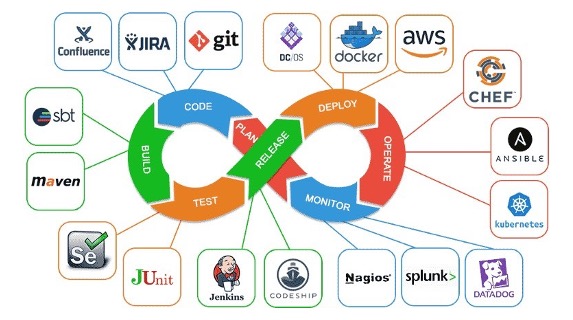 Confluence
JIRA
git
DC/OS
docker
aws
CHEF
sbt
CODE
DEPLOY
PLAN
RELEASE
BUILD
OPERATE
ANSIBLE
maven
TEST
MONITOR
kubernetes
Se
JUnit
Jenkins
CODESHIP
Nagios®
splunk>
DATADOG